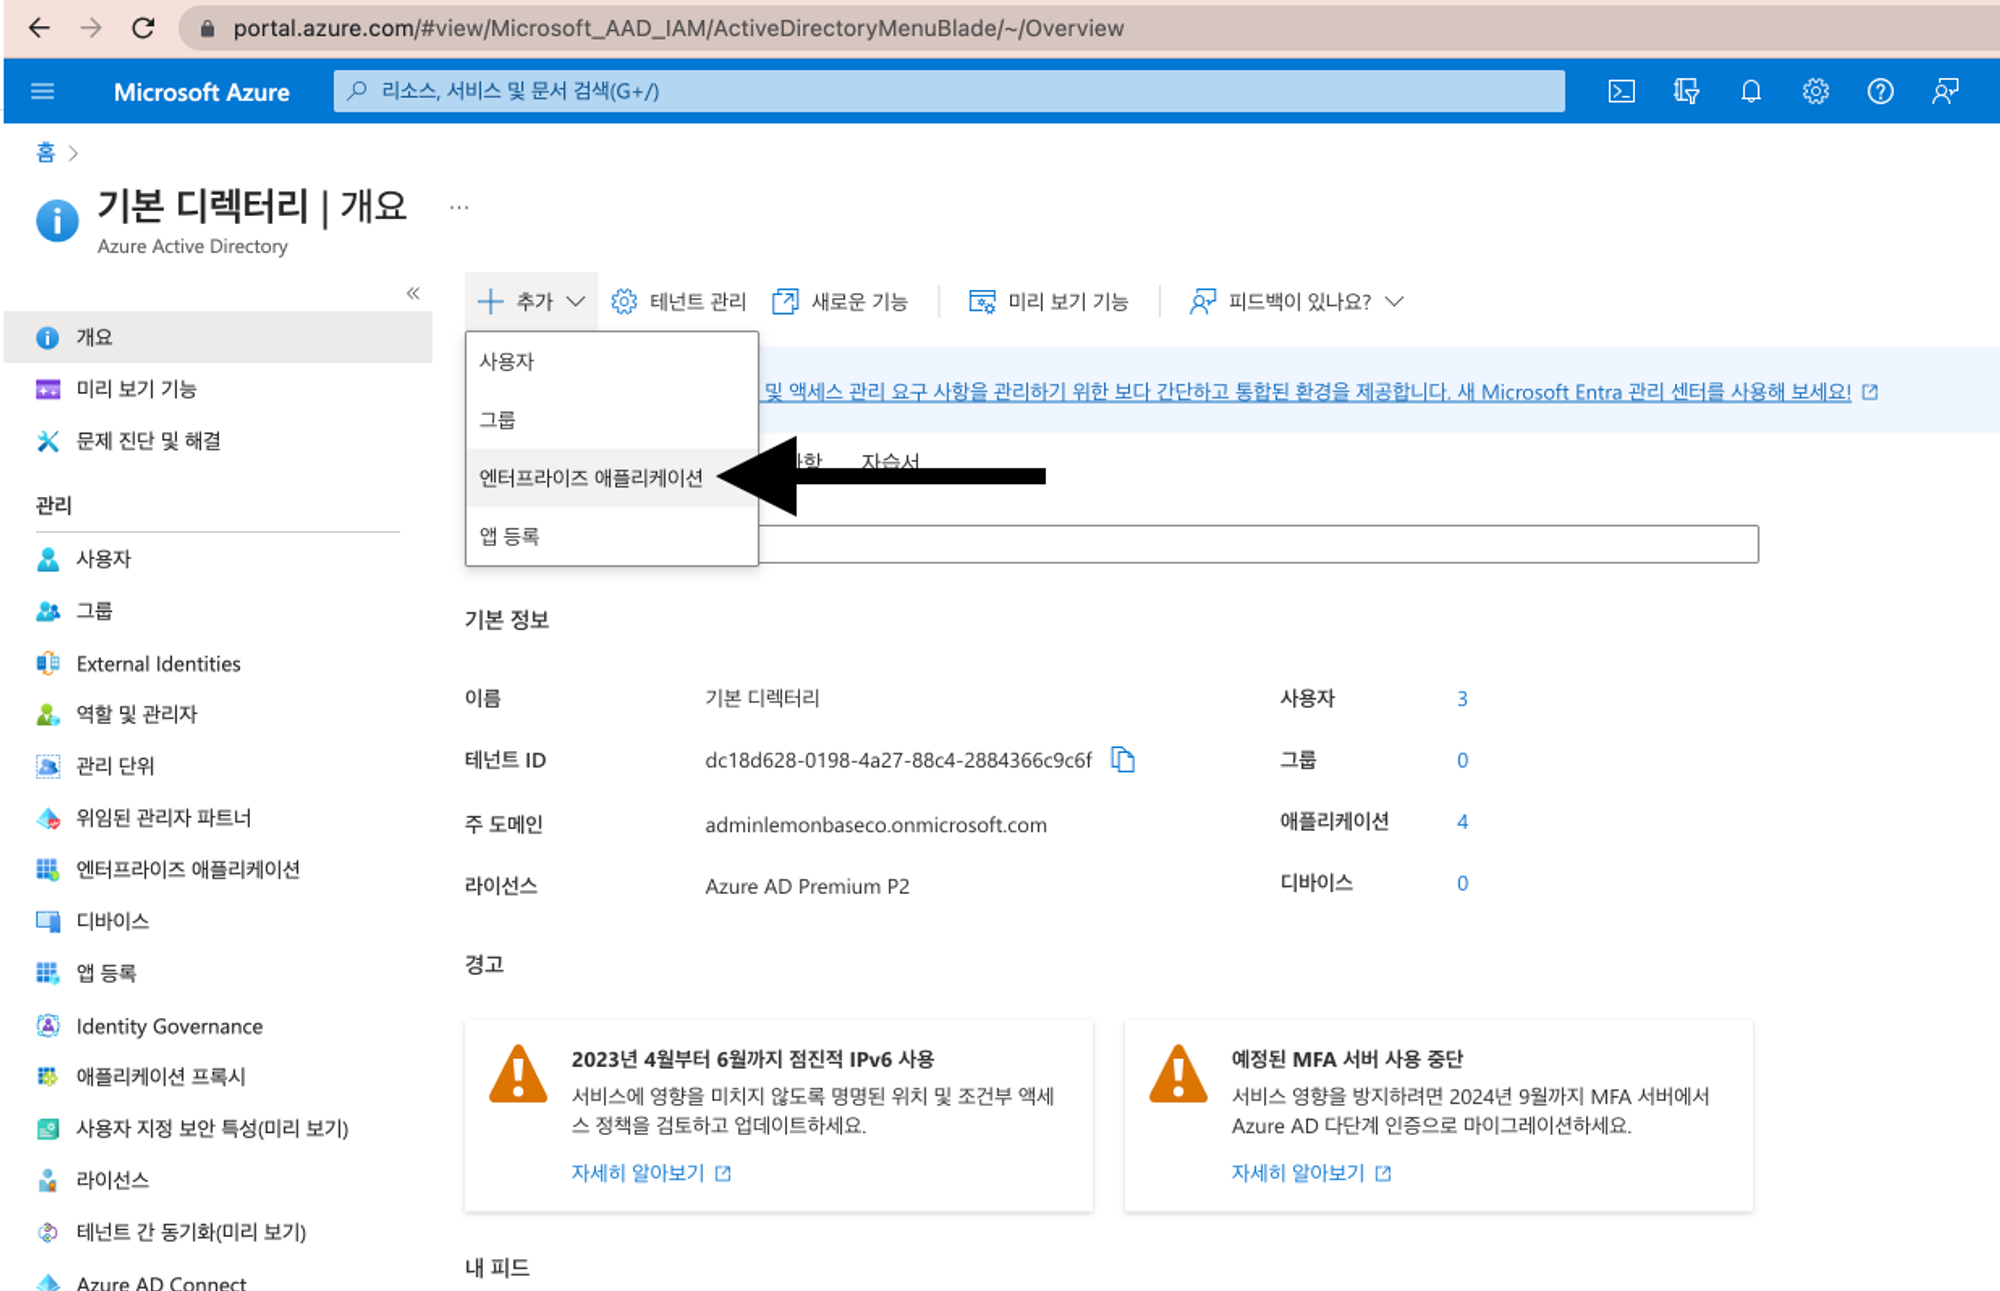 portal.azure.com/#view/Microsoft_AAD_IAM/ActiveDirectoryMenuBlade/~/Overview
Microsoft Azure
리소스, 서비스 및 문서 검색(G+/)
홈
기본 디렉터리 | 개요
Azure Active Directory
추가
테넌트 관리
새로운 기능
미리 보기 기능
피드백이 있나요?
사용자
그룹
엔터프라이즈 애플리케이션
앱 등록
및 액세스 관리 요구 사항을 관리하기 위한 보다 간단하고 통합된 환경을 제공합니다. 새 Microsoft Entra 관리 센터를 사용해 보세요!
자습서
개요
미리 보기 기능
문제 진단 및 해결
관리
사용자
그룹
External Identities
역할 및 관리자
관리 단위
위임된 관리자 파트너
엔터프라이즈 애플리케이션
디바이스
앱 등록
Identity Governance
애플리케이션 프록시
사용자 지정 보안 특성(미리 보기)
라이선스
테넌트 간 동기화(미리 보기)
Azure AD Connect
기본 정보
이름 기본 디렉터리 사용자 3
테넌트 ID dc18d628-0198-4a27-88c4-2884366c9c6f 그룹 0
주 도메인 adminlemonbaseco.onmicrosoft.com 애플리케이션 4
라이선스 Azure AD Premium P2 디바이스 0
경고
2023년 4월부터 6월까지 점진적 IPv6 사용
서비스에 영향을 미치지 않도록 명명된 위치 및 조건부 액세
스 정책을 검토하고 업데이트하세요.
자세히 알아보기
예정된 MFA 서버 사용 중단
서비스 영향을 방지하려면 2024년 9월까지 MFA 서버에서
Azure AD 다단계 인증으로 마이그레이션하세요.
자세히 알아보기
내 피드